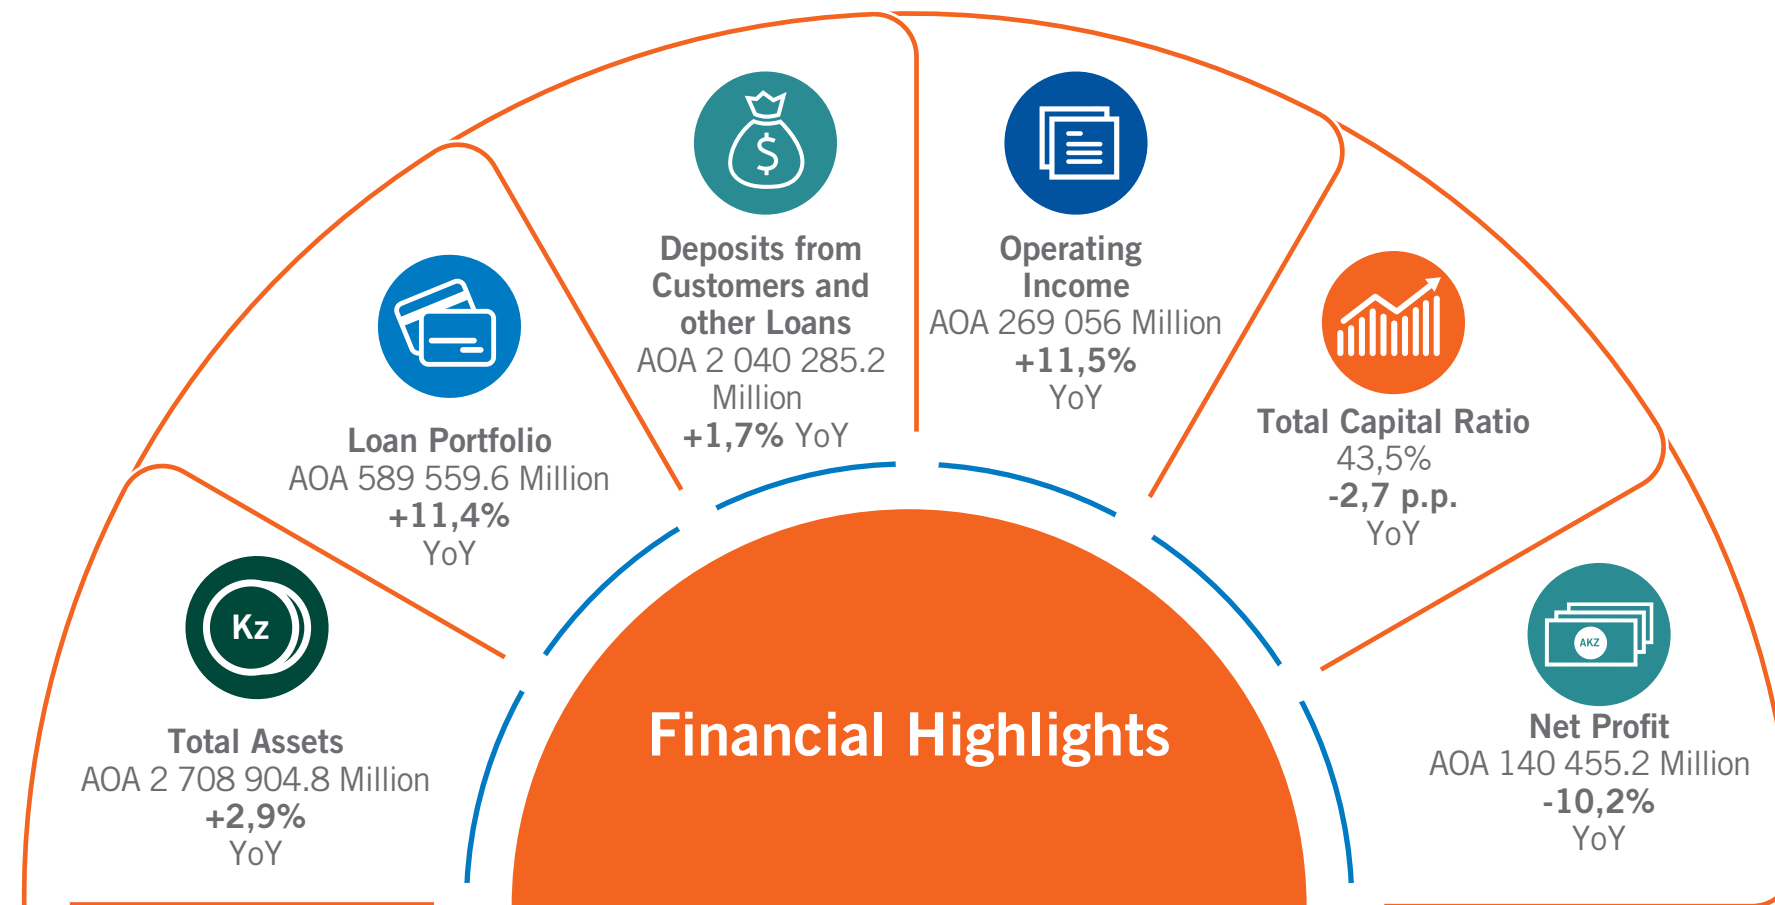 Kz
Total Assets
AOA 2 708 904.8 Million
+2,9%
YoY
Loan Portfolio
AOA 589 559.6 Million
+11,4%
YoY
$
Deposits from
Customers and
other Loans
AOA 2 040 285.2
Million
+1,7% YoY
Operating
Income
AOA 269 056 Million
+11,5%
YoY
Total Capital Ratio
43,5%
-2,7 p.p.
YoY
AKZ
Net Profit
AOA 140 455.2 Million
-10,2%
YoY
Financial Highlights